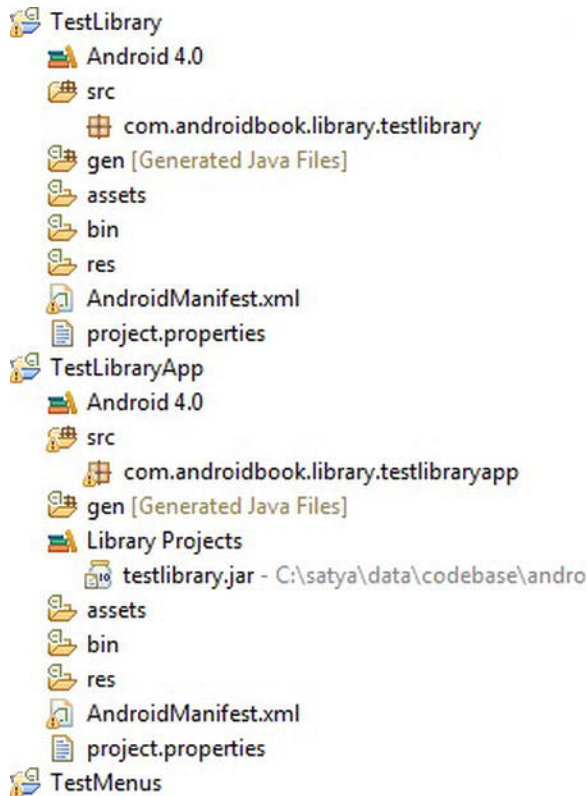 TestLibrary
Android 4.0
src
com.androidbook.library.testlibrary
gen [Generated Java Files]
assets
bin
res
AndroidManifest.xml
project.properties
TestLibraryApp
Android 4.0
src
com.androidbook.library.testlibraryapp
gen [Generated Java Files]
Library Projects
testlibrary.jar - C:\satya\data\codebase\andro
assets
bin
res
AndroidManifest.xml
project.properties
TestMenus